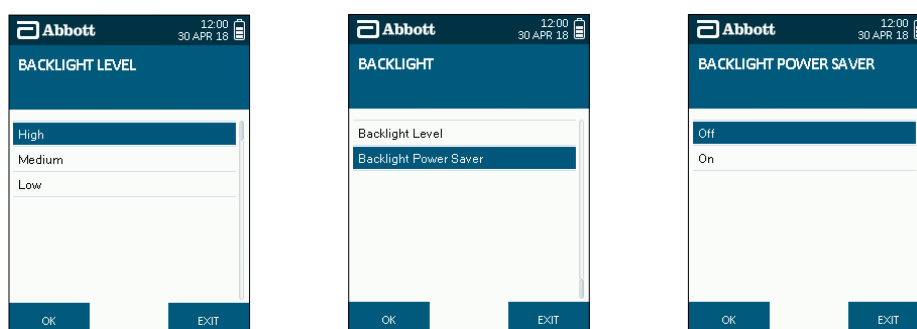 Abbott
12:00
30 APR 18
BACKLIGHT LEVEL
High
Medium
Low
OK
EXIT
Abbott
12:00
30 APR 18
BACKLIGHT
Backlight Level
Backlight Power Saver
OK
EXIT
Abbott
12:00
30 APR 18
BACKLIGHT POWER SAVER
Off
On
OK
EXIT